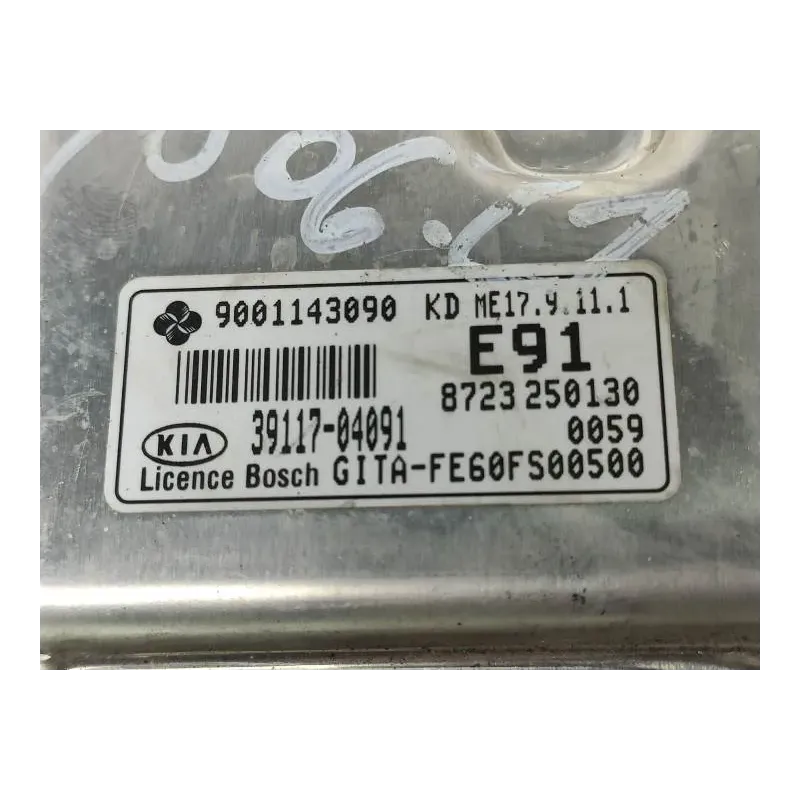 9001143090 KD ME17.9.11.1
E91
8723 250130
39117-04091 0059
KIA
Licence Bosch GITA-FE60FS00500